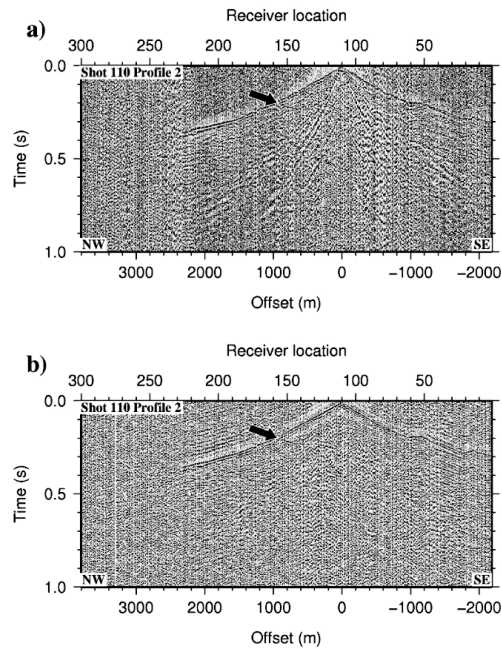 a)
Receiver location
300 250 200 150 100 50
Shot 110 Profile 2
Time (s)
0.0
0.5
1.0
NW
SE
3000 2000 1000 0 −1000 −2000
Offset (m)
b)
Receiver location
300 250 200 150 100 50
Shot 110 Profile 2
Time (s)
0.0
0.5
1.0
NW
SE
3000 2000 1000 0 −1000 −2000
Offset (m)